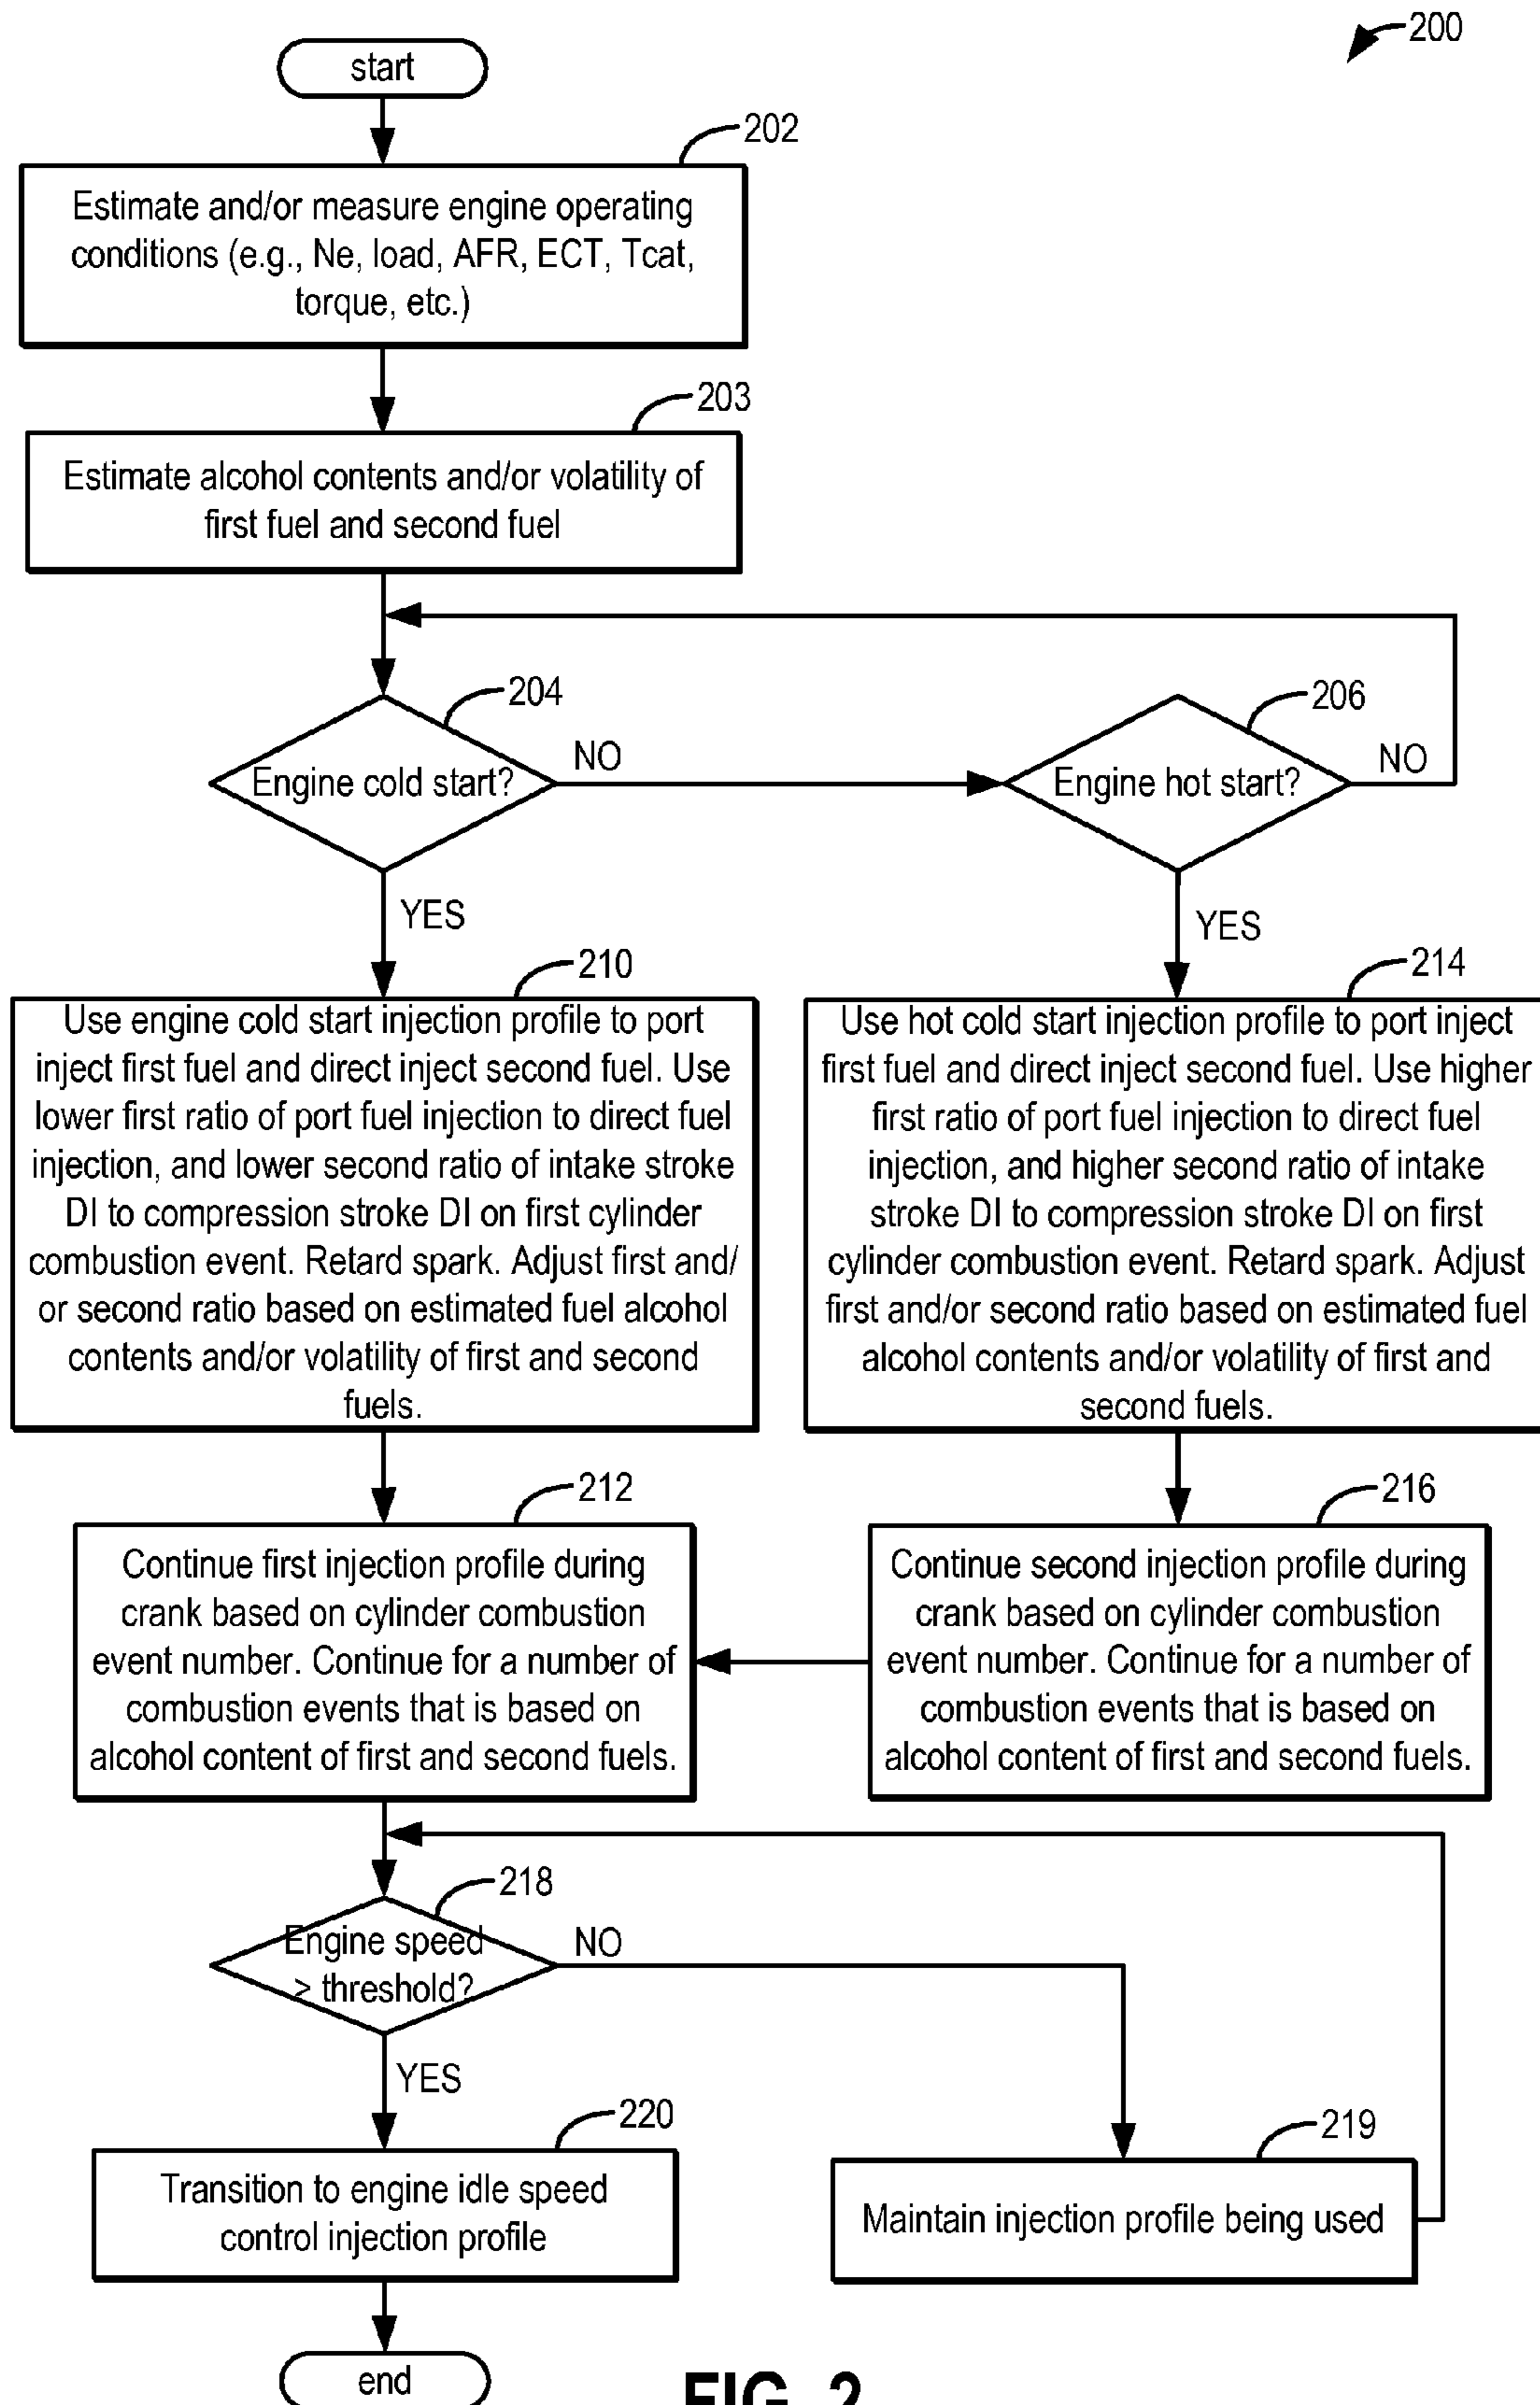 200
start
202
Estimate and/or measure engine operating
conditions (e.g., Ne, load, AFR, ECT, Tcat,
torque, etc.)
203
Estimate alcohol contents and/or volatility of
first fuel and second fuel
204
Engine cold start?
NO
206
Engine hot start?
NO
YES
YES
210
Use engine cold start injection profile to port
inject first fuel and direct inject second fuel. Use
lower first ratio of port fuel injection to direct fuel
injection, and lower second ratio of intake stroke
DI to compression stroke DI on first cylinder
combustion event. Retard spark. Adjust first and/
or second ratio based on estimated fuel alcohol
contents and/or volatility of first and second
fuels.
214
Use hot cold start injection profile to port inject
first fuel and direct inject second fuel. Use higher
first ratio of port fuel injection to direct fuel
injection, and higher second ratio of intake
stroke DI to compression stroke DI on first
cylinder combustion event. Retard spark. Adjust
first and/or second ratio based on estimated fuel
alcohol contents and/or volatility of first and
second fuels.
212
Continue first injection profile during
crank based on cylinder combustion
event number. Continue for a number of
combustion events that is based on
alcohol content of first and second fuels.
216
Continue second injection profile during
crank based on cylinder combustion
event number. Continue for a number of
combustion events that is based on
alcohol content of first and second fuels.
218
Engine speed
> threshold?
NO
YES
220
Transition to engine idle speed
control injection profile
219
Maintain injection profile being used
end
FIG. 2